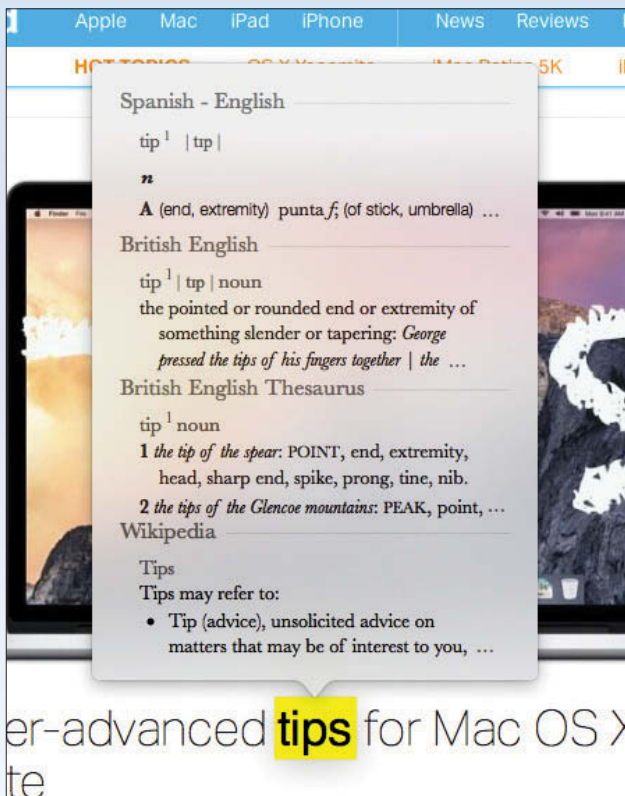 Apple Mac iPad iPhone News Reviews
5K
Spanish - English
tip 1 | tɪp |
n
A (end, extremity) punta f; (of stick, umbrella) ...
British English
tip 1 | tɪp | noun
the pointed or rounded end or extremity of
something slender or tapering: George
pressed the tips of his fingers together | the ...
British English Thesaurus
tip 1 noun
1 the tip of the spear: POINT, end, extremity,
head, sharp end, spike, prong, tine, nib.
2 the tips of the Glencoe mountains: PEAK, point, ...
Wikipedia
Tips
Tips may refer to:
• Tip (advice), unsolicited advice on
matters that may be of interest to you, ...
er-advanced tips for Mac OS X
te